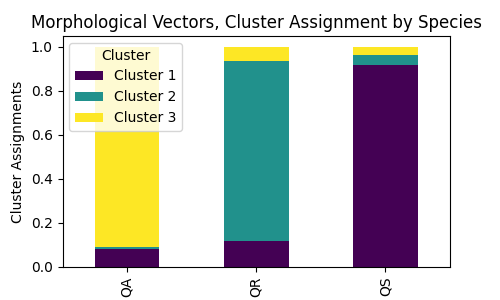 Morphological Vectors, Cluster Assignment by Species
Cluster Assignments
1.0
0.8
0.6
0.4
0.2
0.0
Cluster
Cluster 1
Cluster 2
Cluster 3
QA
QR
QS